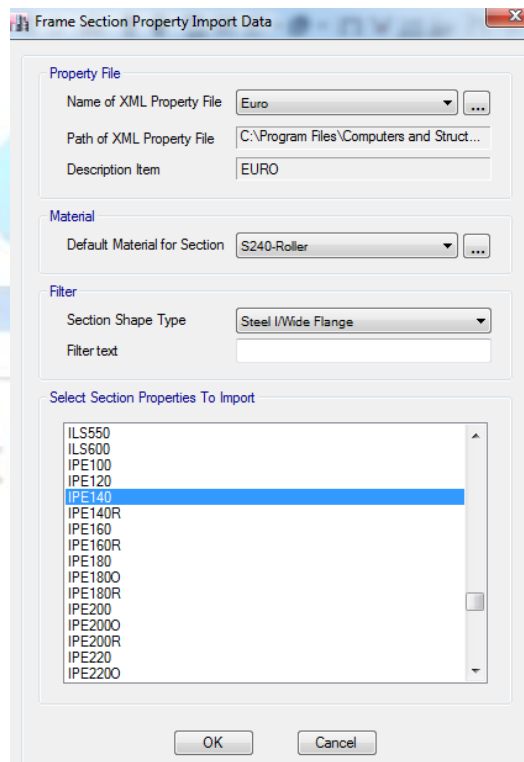 Frame Section Property Import Data
Property File
Name of XML Property File Euro ...
Path of XML Property File C:\Program Files\Computers and Struct...
Description Item EURO
Material
Default Material for Section S240-Roller ...
Filter
Section Shape Type Steel I/Wide Flange
Filter text
Select Section Properties To Import
ILS550
ILS600
IPE100
IPE120
IPE140
IPE140R
IPE160
IPE160R
IPE180
IPE180O
IPE180R
IPE200
IPE200O
IPE200R
IPE220
IPE220O
OK Cancel